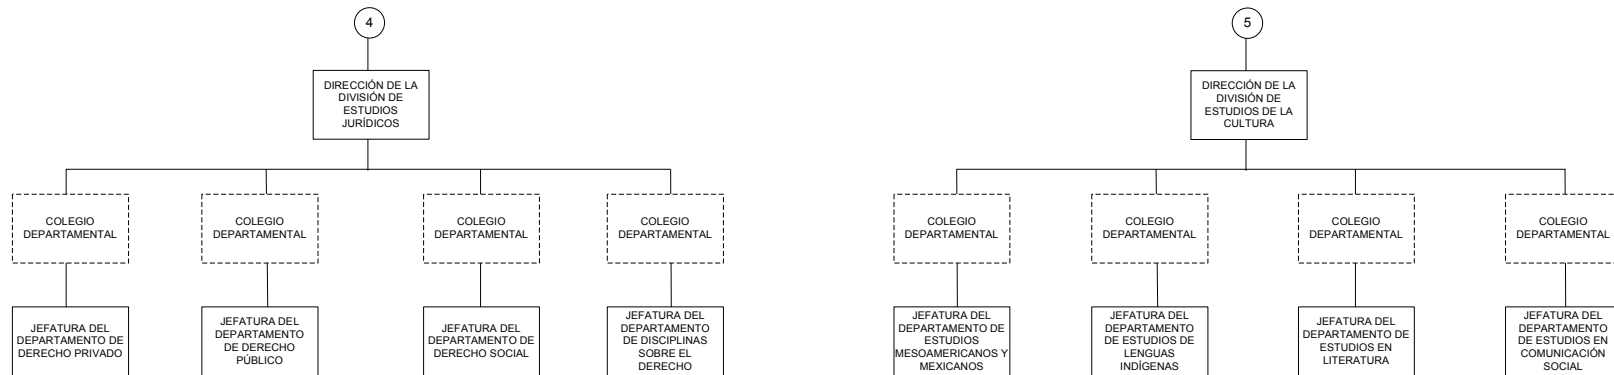 4
DIRECCIÓN DE LA
DIVISIÓN DE
ESTUDIOS
JURÍDICOS
COLEGIO
DEPARTAMENTAL
COLEGIO
DEPARTAMENTAL
COLEGIO
DEPARTAMENTAL
COLEGIO
DEPARTAMENTAL
JEFATURA DEL
DEPARTAMENTO DE
DERECHO PRIVADO
JEFATURA DEL
DEPARTAMENTO
DE DERECHO
PÚBLICO
JEFATURA DEL
DEPARTAMENTO DE
DERECHO SOCIAL
JEFATURA DEL
DEPARTAMENTO
DE DISCIPLINAS
SOBRE EL
DERECHO
5
DIRECCIÓN DE LA
DIVISIÓN DE
ESTUDIOS DE LA
CULTURA
COLEGIO
DEPARTAMENTAL
COLEGIO
DEPARTAMENTAL
COLEGIO
DEPARTAMENTAL
COLEGIO
DEPARTAMENTAL
JEFATURA DEL
DEPARTAMENTO DE
ESTUDIOS
MESOAMERICANOS Y
MEXICANOS
JEFATURA DEL
DEPARTAMENTO
DE ESTUDIOS DE
LENGUAS
INDÍGENAS
JEFATURA DEL
DEPARTAMENTO DE
ESTUDIOS EN
LITERATURA
JEFATURA DEL
DEPARTAMENTO
DE ESTUDIOS EN
COMUNICACIÓN
SOCIAL